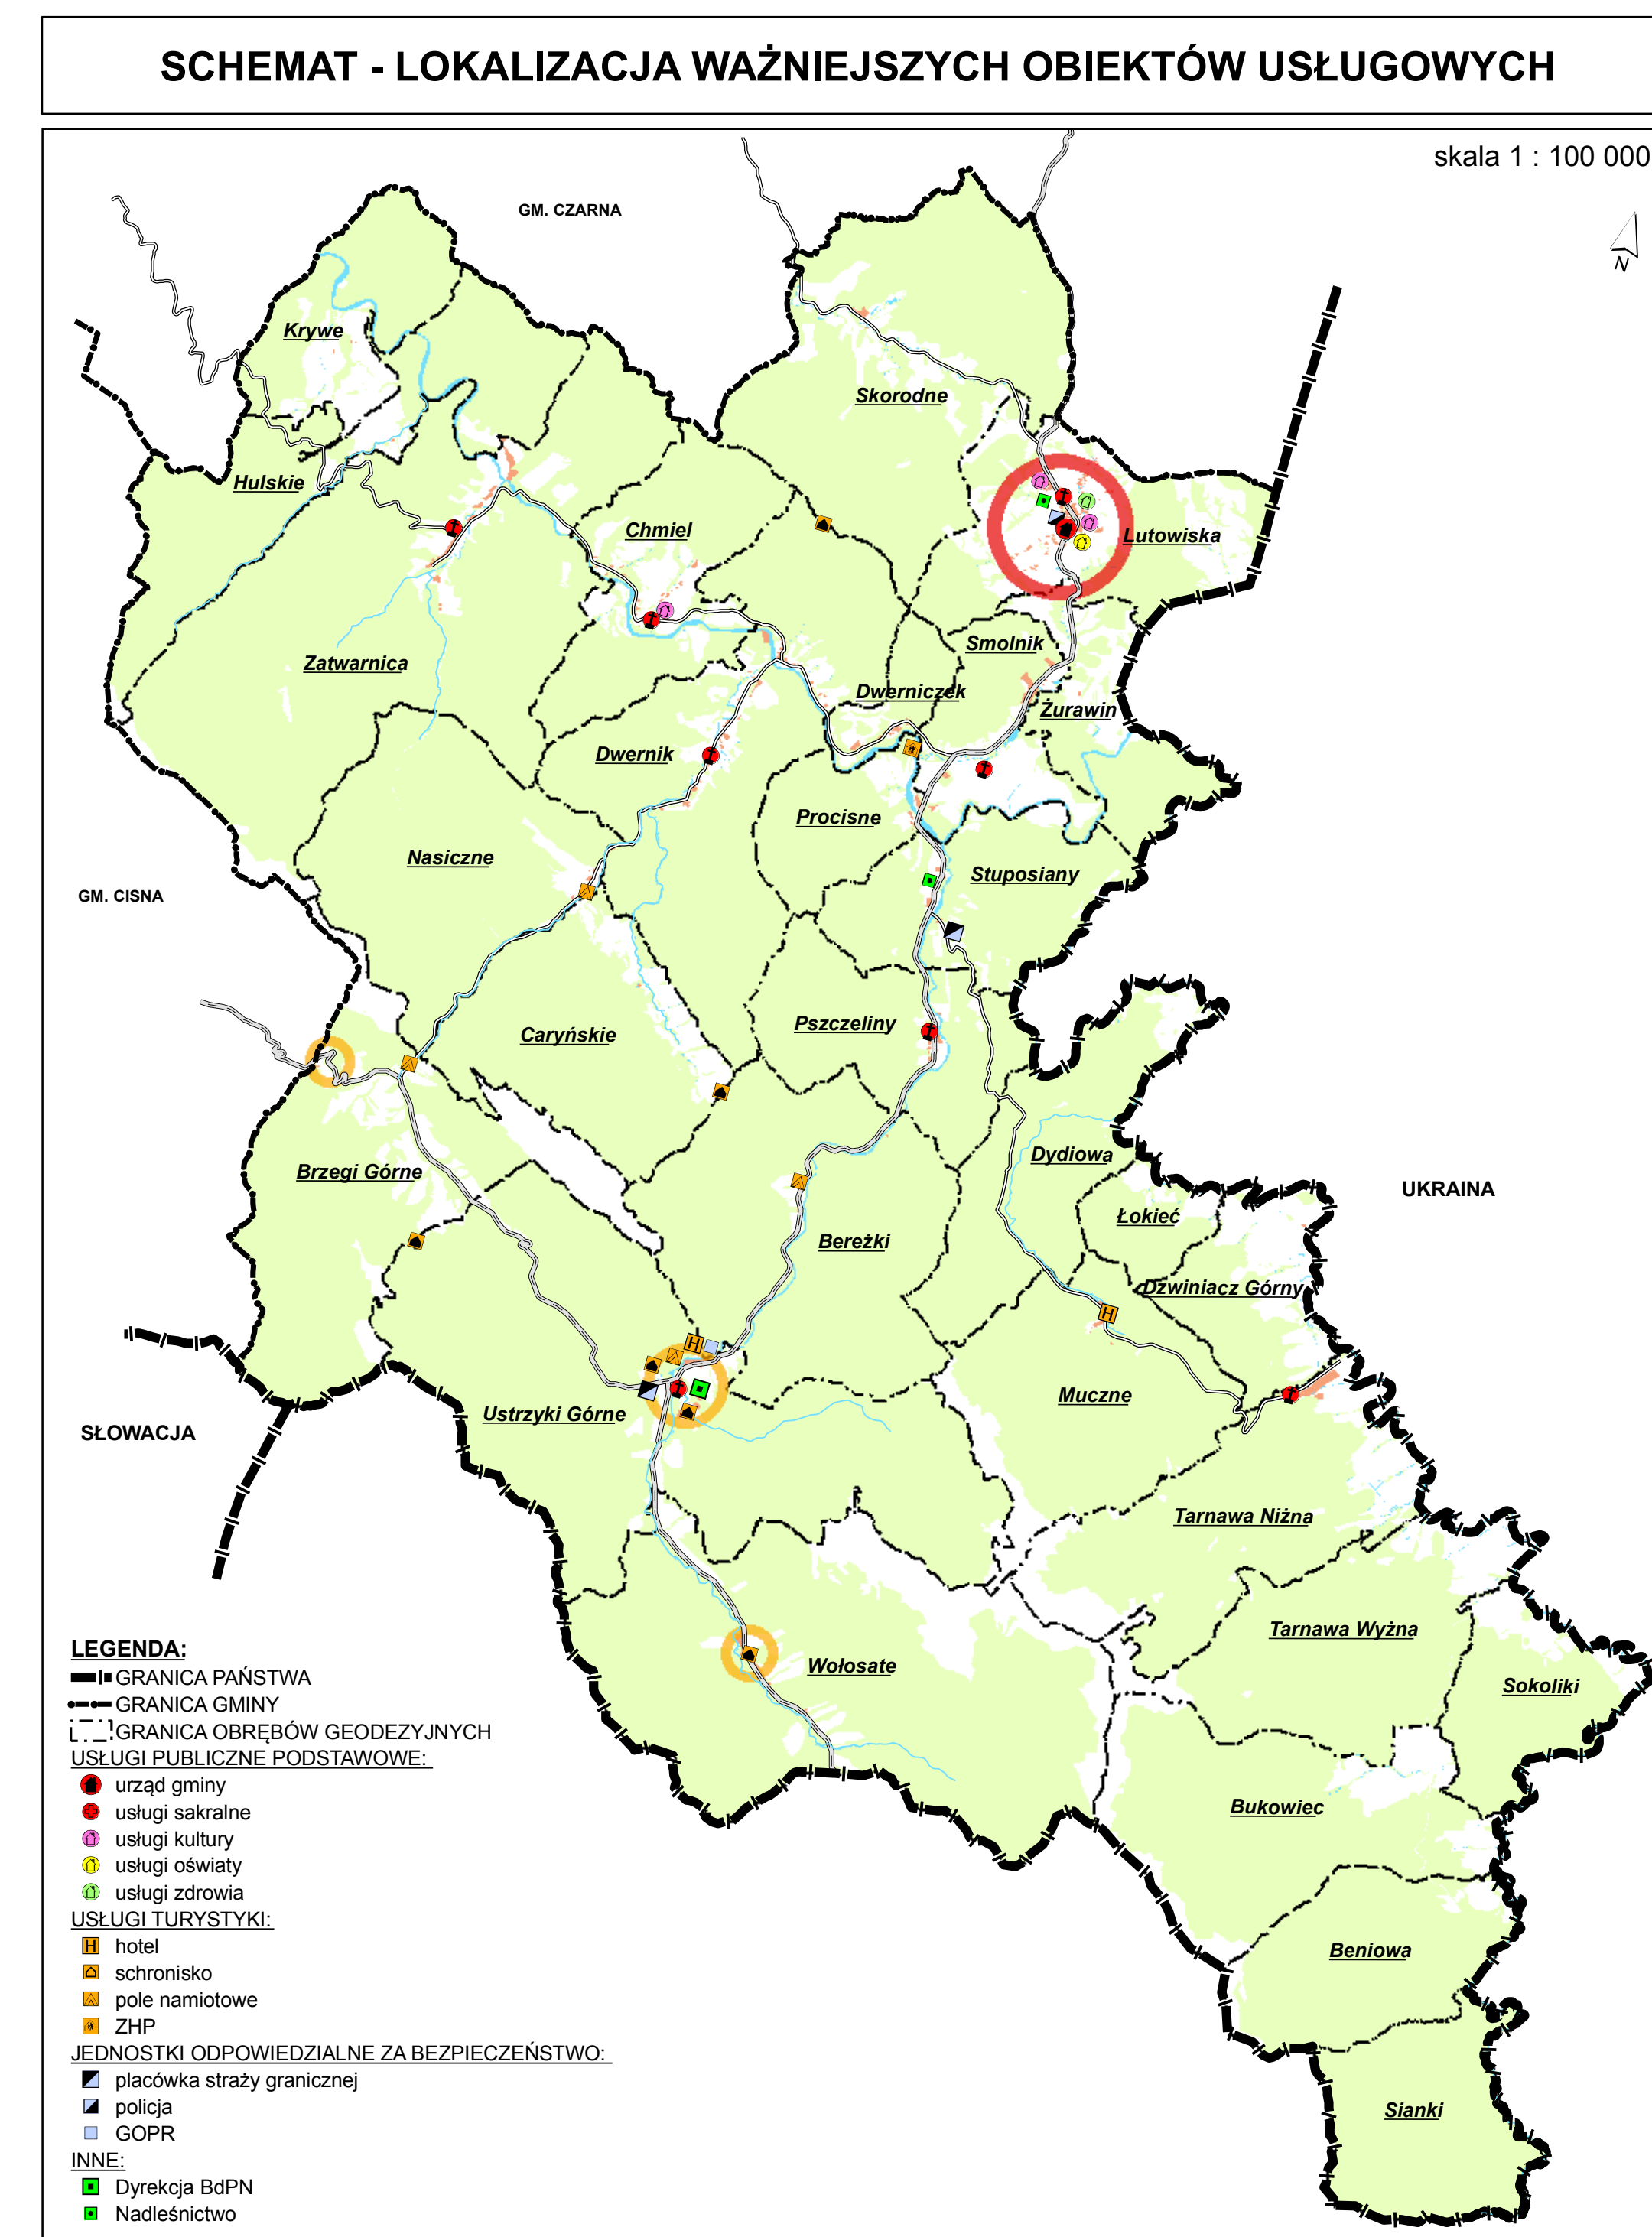 SCHEMAT - LOKALIZACJA WAŻNIEJSZYCH OBIEKTÓW USŁUGOWYCH
skala 1 : 100 000
GM. CZARNA
N
Krywe
Skorodne
Hulskie
Chmiel
Lutowiska
Smolnik
Zatwarnica
Dwerniczek
Żurawin
Dwernik
Procisne
Nasiczne
Stuposiany
GM. CISNA
Pszczeliny
Caryńskie
Dydiowa
Brzegi Górne
UKRAINA
Łokieć
Bereżki
Dzwiniacz Górny
H
H
Muczne
Ustrzyki Górne
SŁOWACJA
Tarnawa Niżna
Tarnawa Wyżna
Wołosate
Sokoliki
Bukowiec
Beniowa
Sianki
LEGENDA:
GRANICA PAŃSTWA
GRANICA GMINY
GRANICA OBRĘBÓW GEODEZYJNYCH
USŁUGI PUBLICZNE PODSTAWOWE:
urząd gminy
usługi sakralne
usługi kultury
usługi oświaty
usługi zdrowia
USŁUGI TURYSTYKI:
H hotel
schronisko
pole namiotowe
ZHP
JEDNOSTKI ODPOWIEDZIALNE ZA BEZPIECZEŃSTWO:
placówka straży granicznej
policja
GOPR
INNE:
Dyrekcja BdPN
Nadleśnictwo